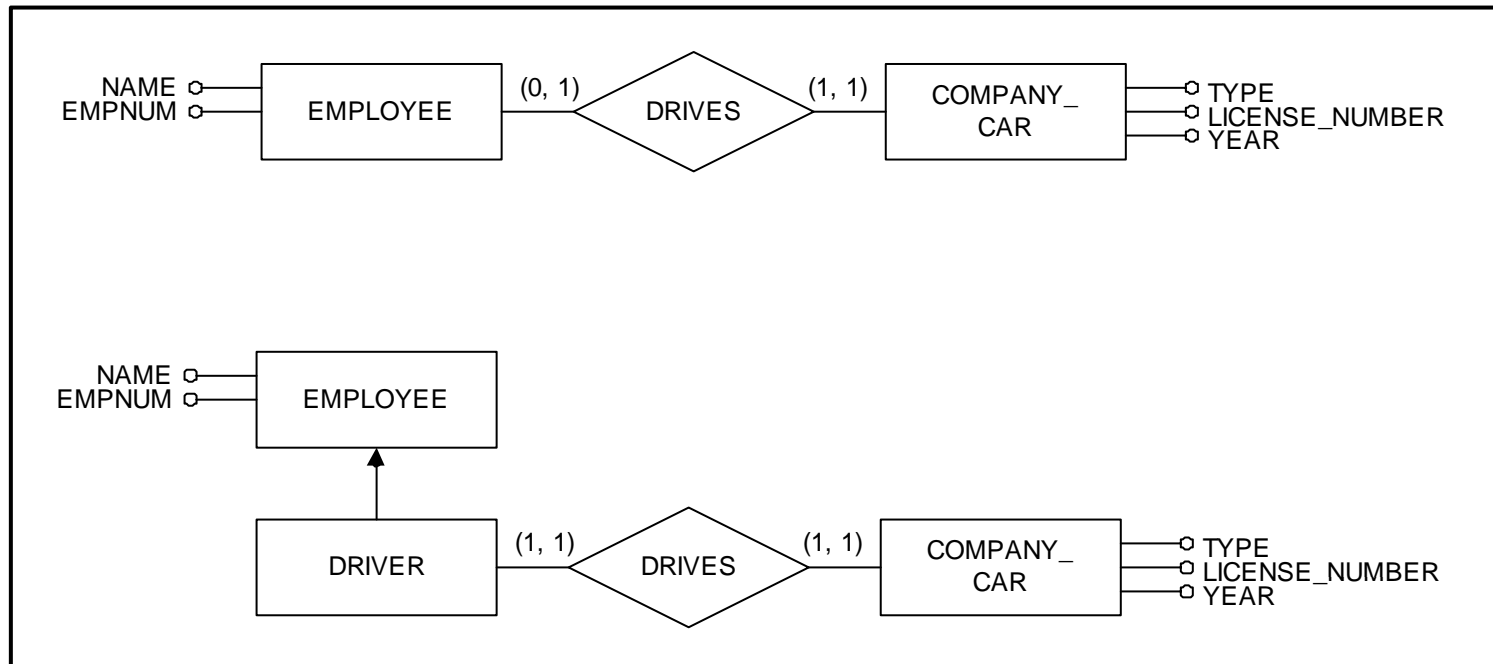 NAME
EMPNUM
EMPLOYEE
(0, 1)
DRIVES
(1, 1)
COMPANY_
CAR
TYPE
LICENSE_NUMBER
YEAR
NAME
EMPNUM
EMPLOYEE
DRIVER
(1, 1)
DRIVES
(1, 1)
COMPANY_
CAR
TYPE
LICENSE_NUMBER
YEAR